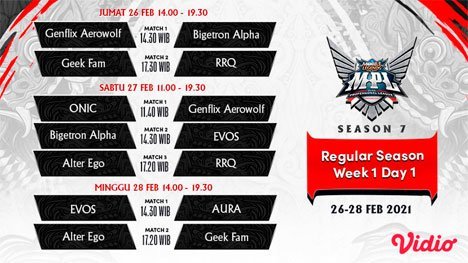 JUMAT 26 FEB 14.00 - 19.30
Genflix Aerowolf MATCH 1 14.30 WIB Bigetron Alpha
Geek Fam MATCH 2 17.30 WIB RRQ
SABTU 27 FEB 11.00 - 19.30
ONIC MATCH 1 11.40 WIB Genflix Aerowolf
Bigetron Alpha MATCH 2 14.30 WIB EVOS
Alter Ego MATCH 3 17.20 WIB RRQ
MINGGU 28 FEB 14.00 - 19.30
EVOS MATCH 1 14.30 WIB AURA
Alter Ego MATCH 2 17.20 WIB Geek Fam
LEGENDS
MPL
PROFESSIONAL LEAGUE
SEASON 7
Regular Season
Week 1 Day 1
26-28 FEB 2021
Vidio